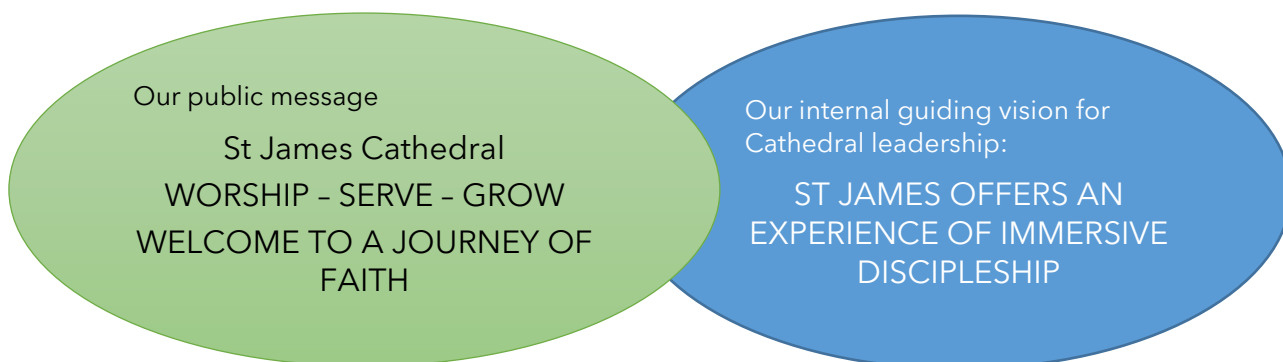 Our public message
St James Cathedral
WORSHIP – SERVE – GROW
WELCOME TO A JOURNEY OF
FAITH
Our internal guiding vision for
Cathedral leadership:
ST JAMES OFFERS AN
EXPERIENCE OF IMMERSIVE
DISCIPLESHIP